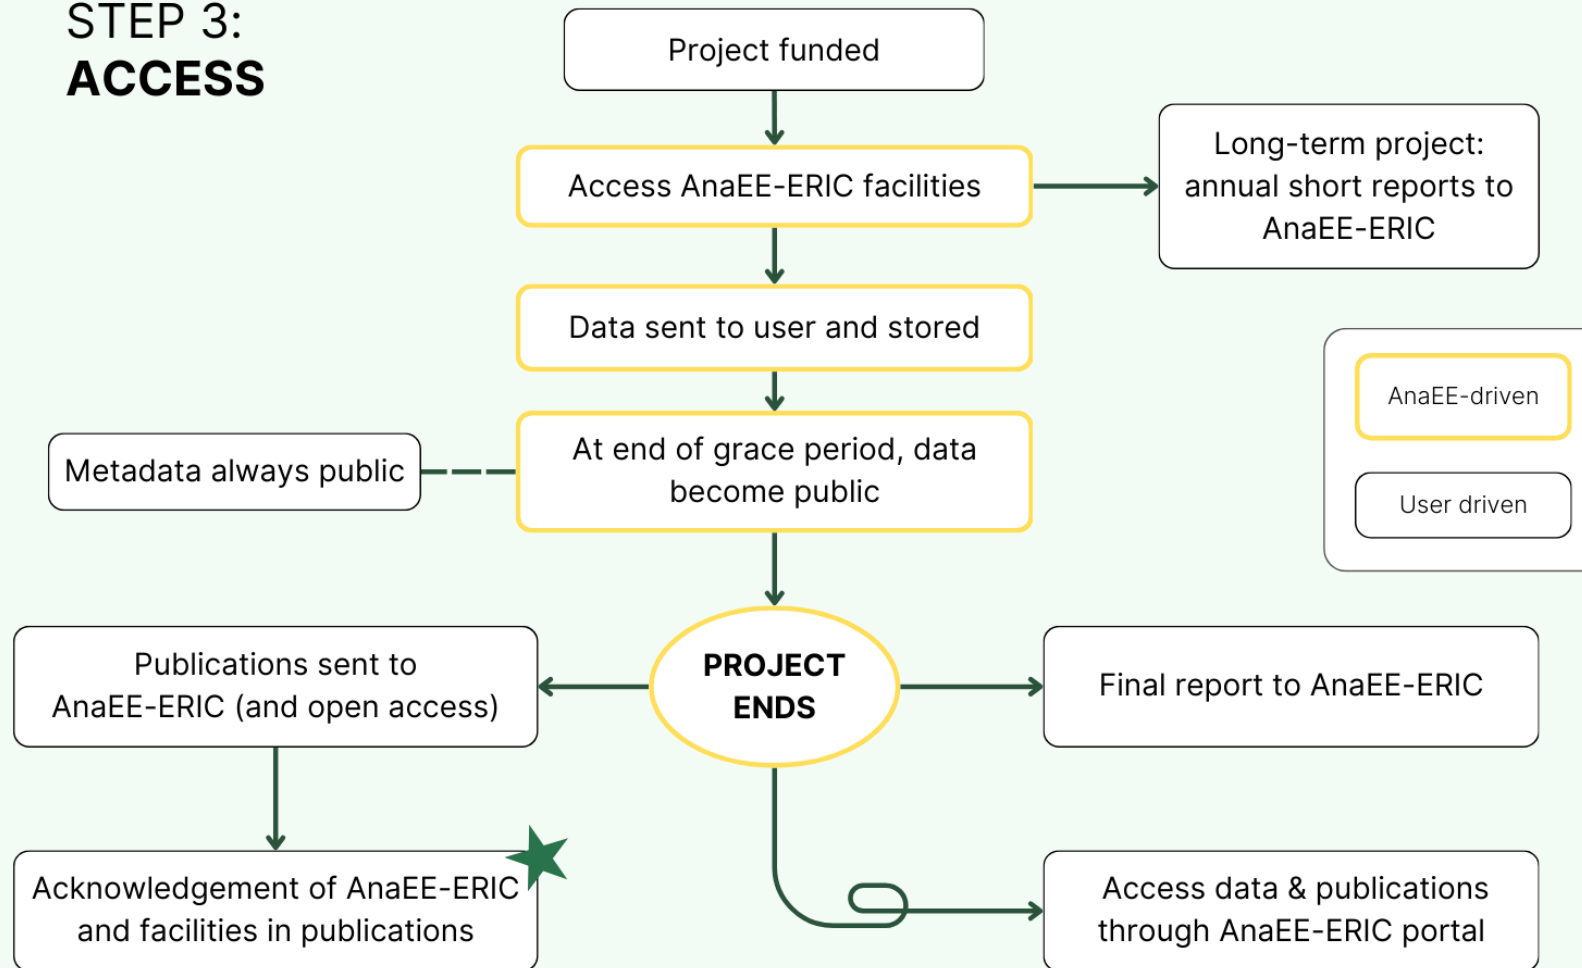 STEP 3:
ACCESS
Project funded
Access AnaEE-ERIC facilities
Long-term project:
annual short reports to
AnaEE-ERIC
Data sent to user and stored
AnaEE-driven
User driven
Metadata always public
At end of grace period, data
become public
PROJECT
ENDS
Publications sent to
AnaEE-ERIC (and open access)
Final report to AnaEE-ERIC
Acknowledgement of AnaEE-ERIC
and facilities in publications
Access data & publications
through AnaEE-ERIC portal